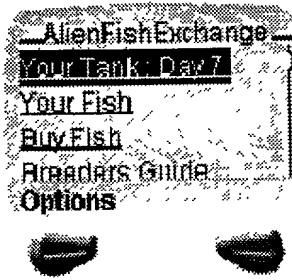 AlienFishExchange
Your Tank: Day 7
Your Fish
Buy Fish
Breeders Guide
Options